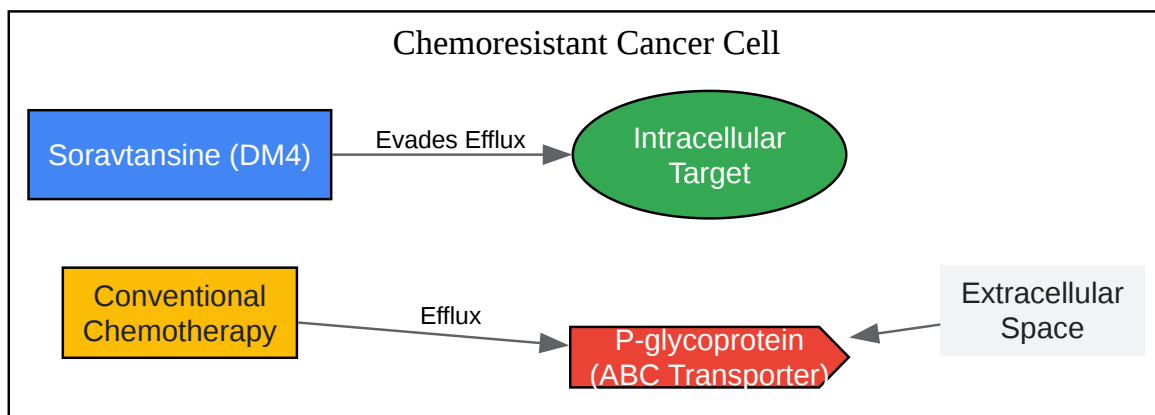 Chemoresistant Cancer Cell
Soravtansine (DM4)
Evades Efflux
Intracellular
Target
Conventional
Chemotherapy
Efflux
P-glycoprotein
(ABC Transporter)
Extracellular
Space